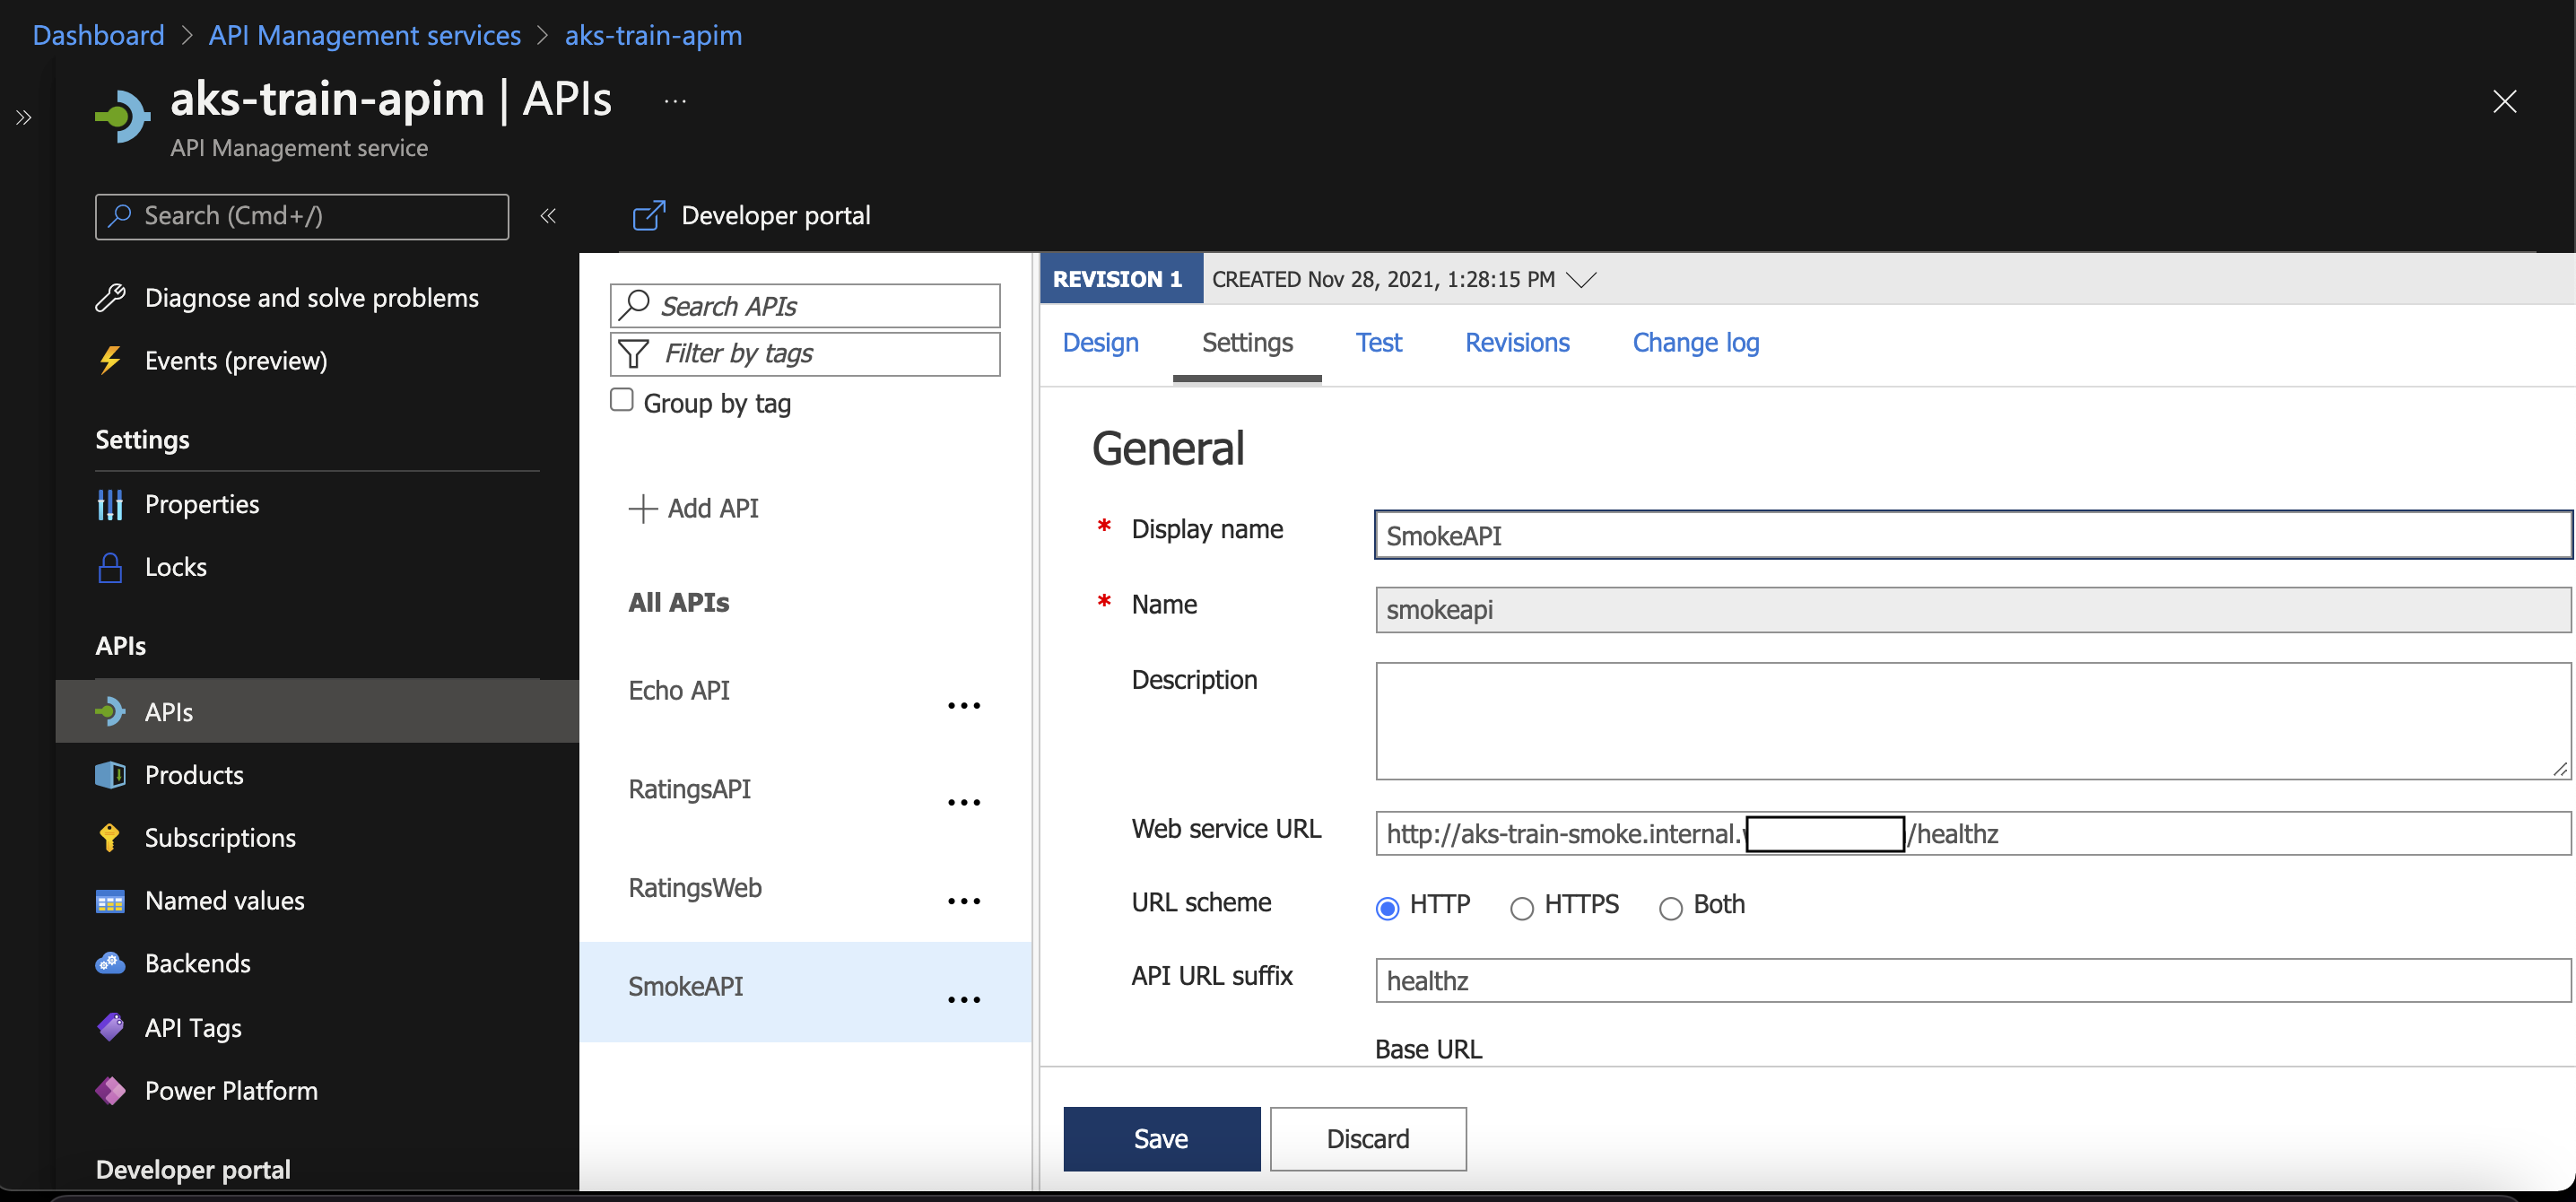 Dashboard > API Management services > aks-train-apim
aks-train-apim | APIs ...
API Management service
Search (Cmd+/)
Developer portal
Diagnose and solve problems
Events (preview)
Settings
Properties
Locks
APIs
APIs
Products
Subscriptions
Named values
Backends
API Tags
Power Platform
Developer portal
Search APIs
Filter by tags
Group by tag
+ Add API
All APIs
Echo API ...
RatingsAPI ...
RatingsWeb ...
SmokeAPI ...
REVISION 1 CREATED Nov 28, 2021, 1:28:15 PM
Design Settings Test Revisions Change log
General
* Display name SmokeAPI
* Name smokeapi
Description
Web service URL http://aks-train-smoke.internal. /healthz
URL scheme HTTP HTTPS Both
API URL suffix healthz
Base URL
Save Discard